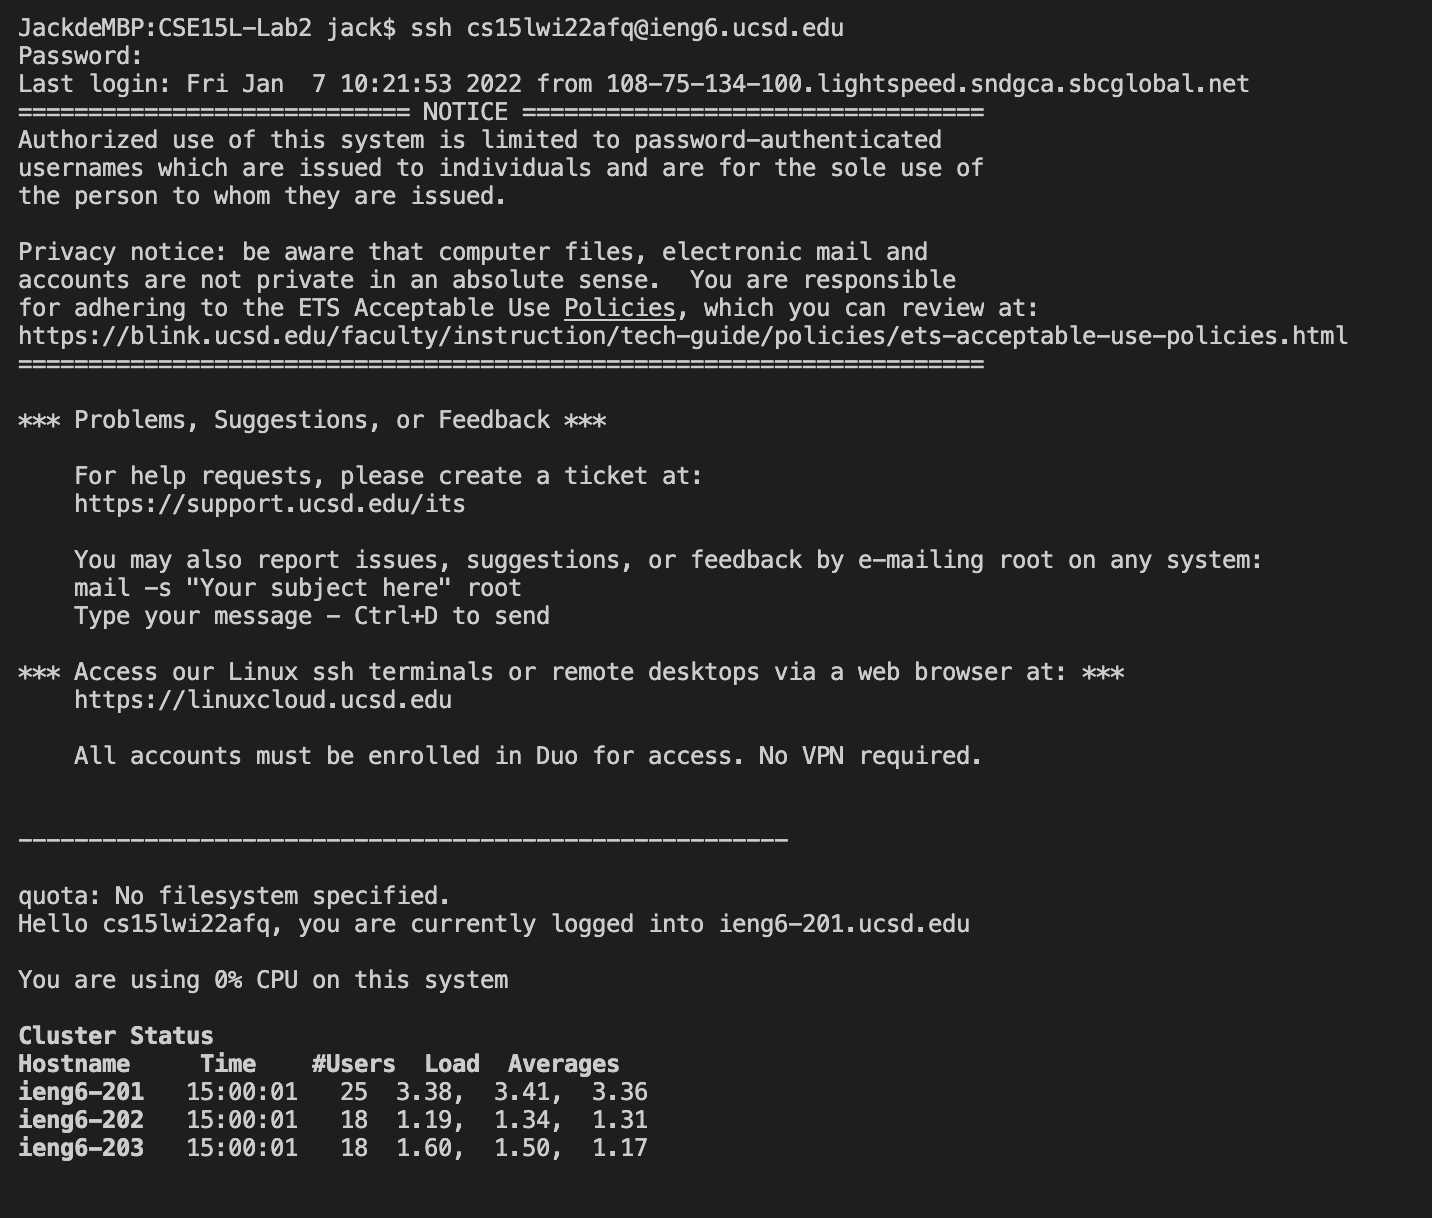 JackdeMBP:CSE15L-Lab2 jack$ ssh cs15lwi22afq@ieng6.ucsd.edu
Password:
Last login: Fri Jan  7 10:21:53 2022 from 108-75-134-100.lightspeed.sndgca.sbcglobal.net
============================ NOTICE =================================
Authorized use of this system is limited to password-authenticated
usernames which are issued to individuals and are for the sole use of
the person to whom they are issued.

Privacy notice: be aware that computer files, electronic mail and
accounts are not private in an absolute sense.  You are responsible
for adhering to the ETS Acceptable Use Policies, which you can review at:
https://blink.ucsd.edu/faculty/instruction/tech-guide/policies/ets-acceptable-use-policies.html
=====================================================================

*** Problems, Suggestions, or Feedback ***

    For help requests, please create a ticket at:
    https://support.ucsd.edu/its

    You may also report issues, suggestions, or feedback by e-mailing root on any system:
    mail -s "Your subject here" root
    Type your message - Ctrl+D to send

*** Access our Linux ssh terminals or remote desktops via a web browser at: ***
    https://linuxcloud.ucsd.edu

    All accounts must be enrolled in Duo for access. No VPN required.


-------------------------------------------------------

quota: No filesystem specified.
Hello cs15lwi22afq, you are currently logged into ieng6-201.ucsd.edu

You are using 0% CPU on this system

Cluster Status
Hostname     Time    #Users  Load  Averages
ieng6-201   15:00:01   25  3.38,  3.41,  3.36
ieng6-202   15:00:01   18  1.19,  1.34,  1.31
ieng6-203   15:00:01   18  1.60,  1.50,  1.17